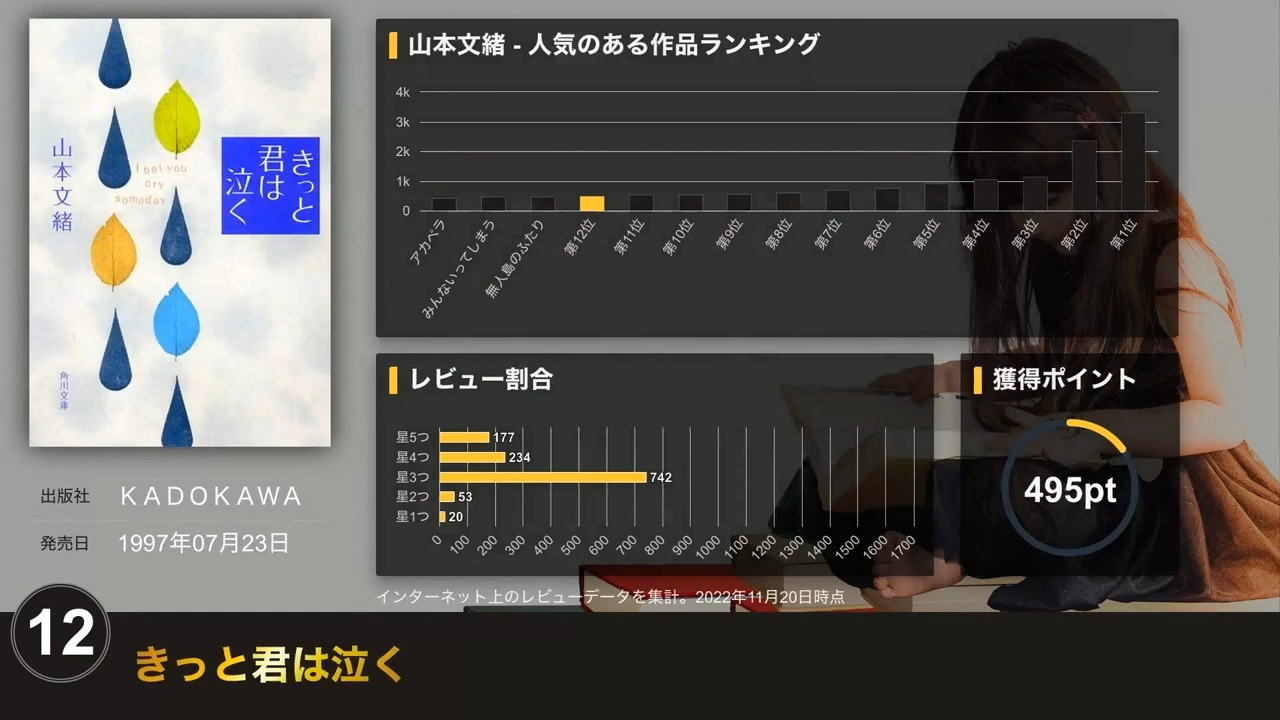 山本文緒
I bet you
cry
someday
きっと
君は
泣く
角川文庫
出版社 KADOKAWA
発売日 1997年07月23日
山本文緒 - 人気のある作品ランキング
4k
3k
2k
1k
0
アカペラ
みんないってしまう
無人島のふたり
第12位
第11位
第10位
第9位
第8位
第7位
第6位
第5位
第4位
第3位
第2位
第1位
レビュー割合
星5つ 177
星4つ 234
星3つ 742
星2つ 53
星1つ 20
0 100 200 300 400 500 600 700 800 900 1000 1100 1200 1300 1400 1500 1600 1700
獲得ポイント
495pt
インターネット上のレビューデータを集計。2022年11月20日時点
12
きっと君は泣く